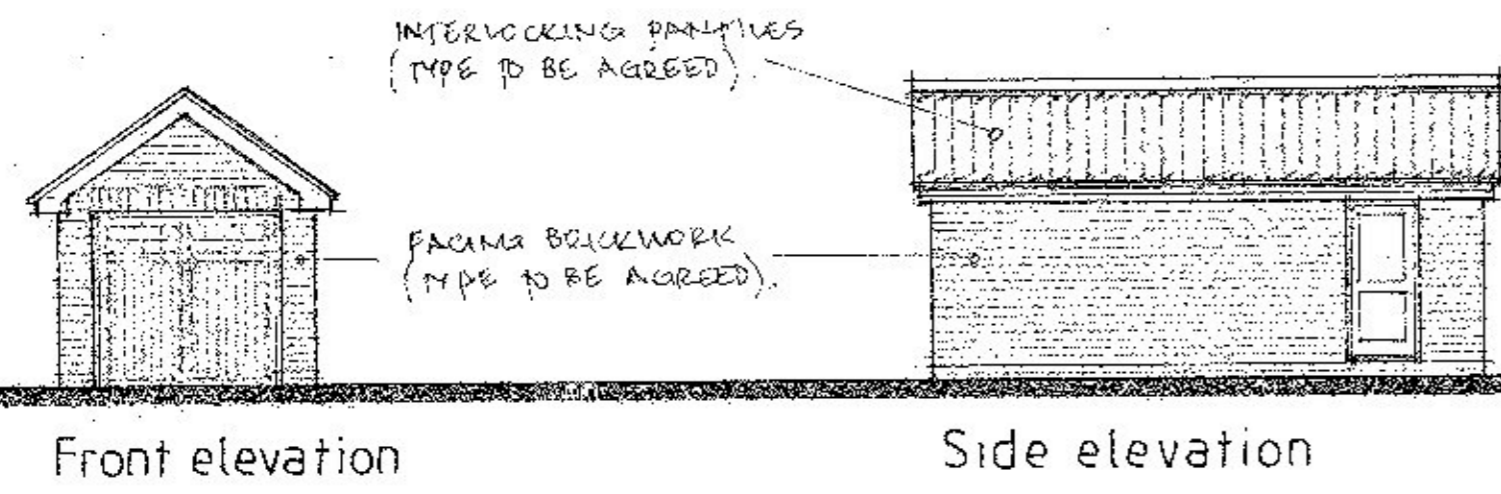 INTERLOCKING PANTILES
(TYPE TO BE AGREED).
FACING BRICKWORK
(TYPE TO BE AGREED).
Front elevation
Side elevation